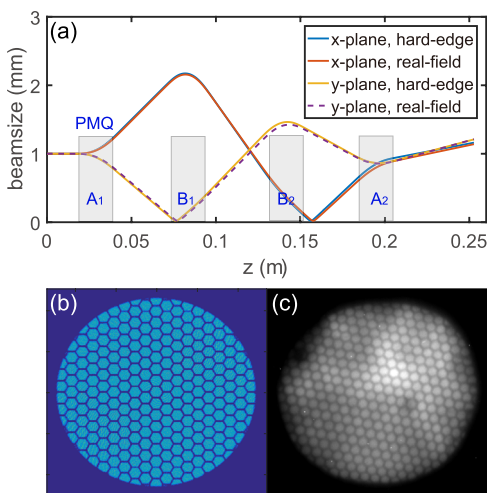 (a)
x-plane, hard-edge
x-plane, real-field
y-plane, hard-edge
y-plane, real-field
PMQ
A1
B1
B2
A2
beamsize (mm)
3
2
1
0
0
0.05
0.1
0.15
0.2
0.25
z (m)
(b)
(c)